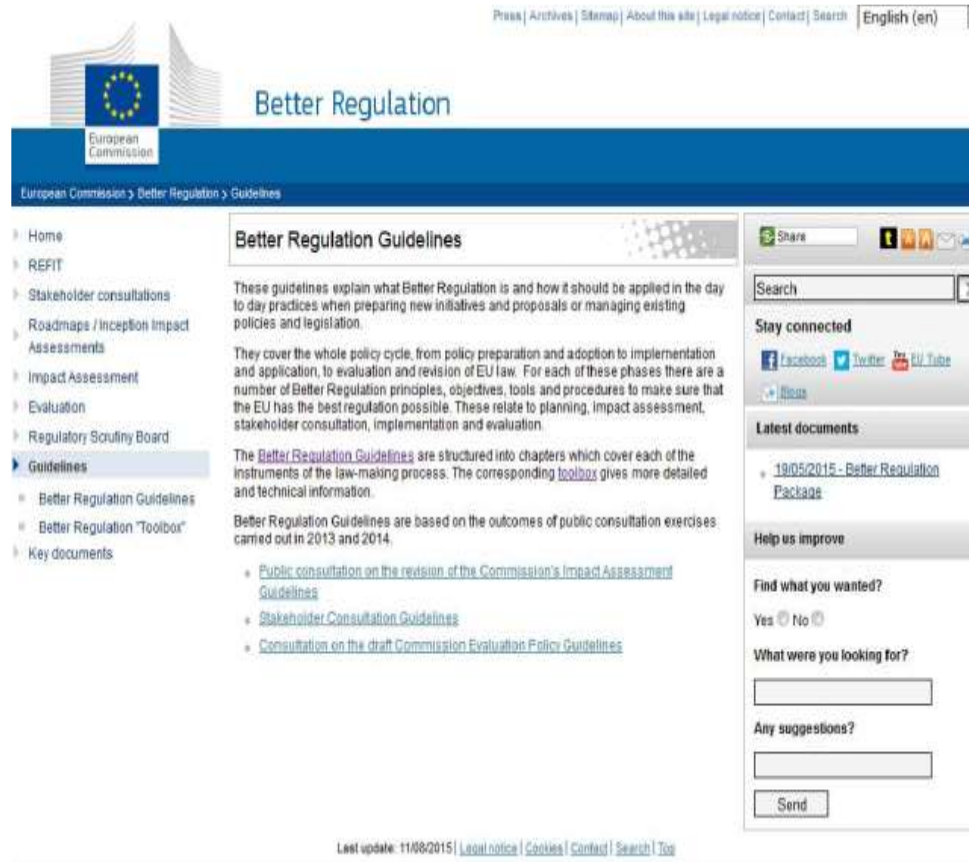 Press | Archives | Sitemap | About this site | Legal notice | Contact | Search English (en)
European
Commission
Better Regulation
European Commission > Better Regulation > Guidelines
Home
REFIT
Stakeholder consultations
Roadmaps / Inception Impact
Assessments
Impact Assessment
Evaluation
Regulatory Scrutiny Board
Guidelines
Better Regulation Guidelines
Better Regulation "Toolbox"
Key documents
Better Regulation Guidelines
These guidelines explain what Better Regulation is and how it should be applied in the day
to day practices when preparing new initiatives and proposals or managing existing
policies and legislation.
They cover the whole policy cycle, from policy preparation and adoption to implementation
and application, to evaluation and revision of EU law. For each of these phases there are a
number of Better Regulation principles, objectives, tools and procedures to make sure that
the EU has the best regulation possible. These relate to planning, impact assessment,
stakeholder consultation, implementation and evaluation.
The Better Regulation Guidelines are structured into chapters which cover each of the
instruments of the law-making process. The corresponding toolbox gives more detailed
and technical information.
Better Regulation Guidelines are based on the outcomes of public consultation exercises
carried out in 2013 and 2014.
Public consultation on the revision of the Commission's Impact Assessment
Guidelines
Stakeholder Consultation Guidelines
Consultation on the draft Commission Evaluation Policy Guidelines
Share
Search
Stay connected
Facebook Twitter EU Tube
Blogs
Latest documents
19/05/2015 - Better Regulation
Package
Help us improve
Find what you wanted?
Yes No
What were you looking for?
Any suggestions?
Send
Last update: 11/08/2015 | Legal notice | Cookies | Contact | Search | Top